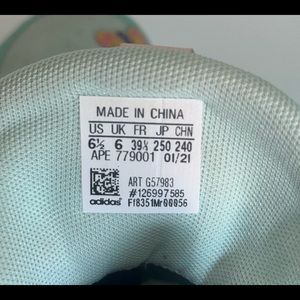 MADE IN CHINA
US UK FR JP CHN
6½ 6 39⅓ 250 240
APE 779001 01/21
ART G57983
#126997585
adidas F18351Mr00056